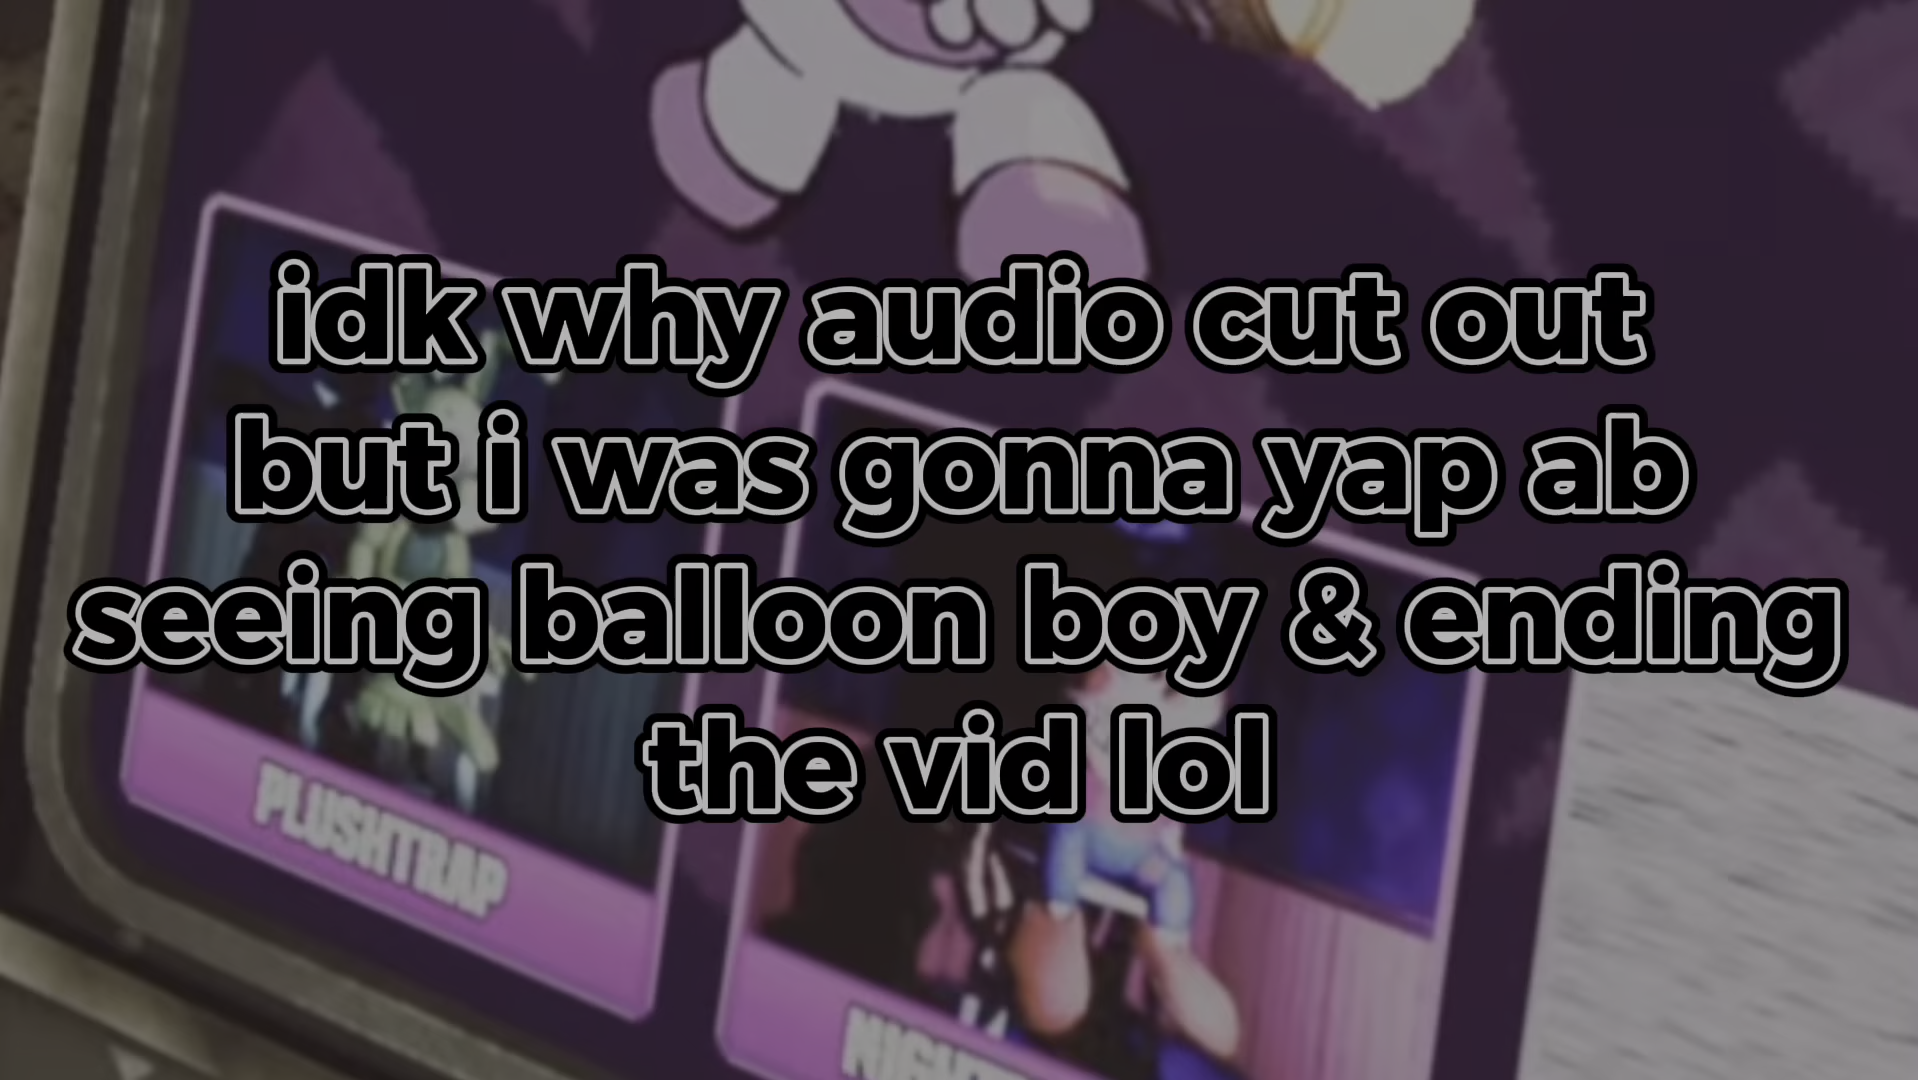 idk why audio cut out
but i was gonna yap ab
seeing balloon boy & ending
the vid lol
PLUSHTRAP